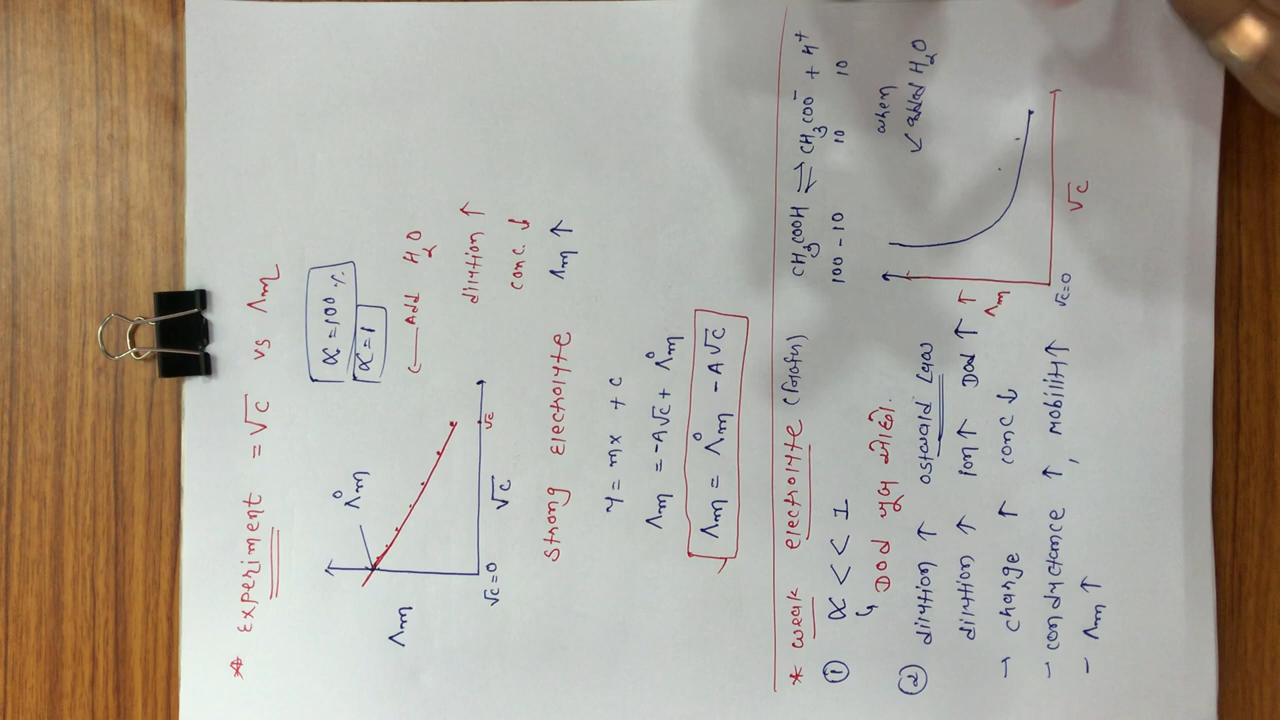 * Experiment = √c vs Λm
Λ°m
Λm
√c=0
√c
√c
α=100 %
α=1
← Add H2O
dilution ↑
conc. ↓
Λm ↑
Strong Electrolyte
y = mx + c
Λm = -A√c + Λ°m
Λm = Λ°m - A√c
* weak electrolyte
CH3COOH ⇌ CH3COO⁻ + H⁺
100 - 10 10 10
① α << 1
↳ DOD
② dilution ↑ ostwald Law
dilution ↑ ion ↑ DOD ↑
→ charge ↑ conc ↓
- conductance ↑, mobility ↑
- Λm ↑
when
↙ added H2O
Λm ↑
√c=0
√c